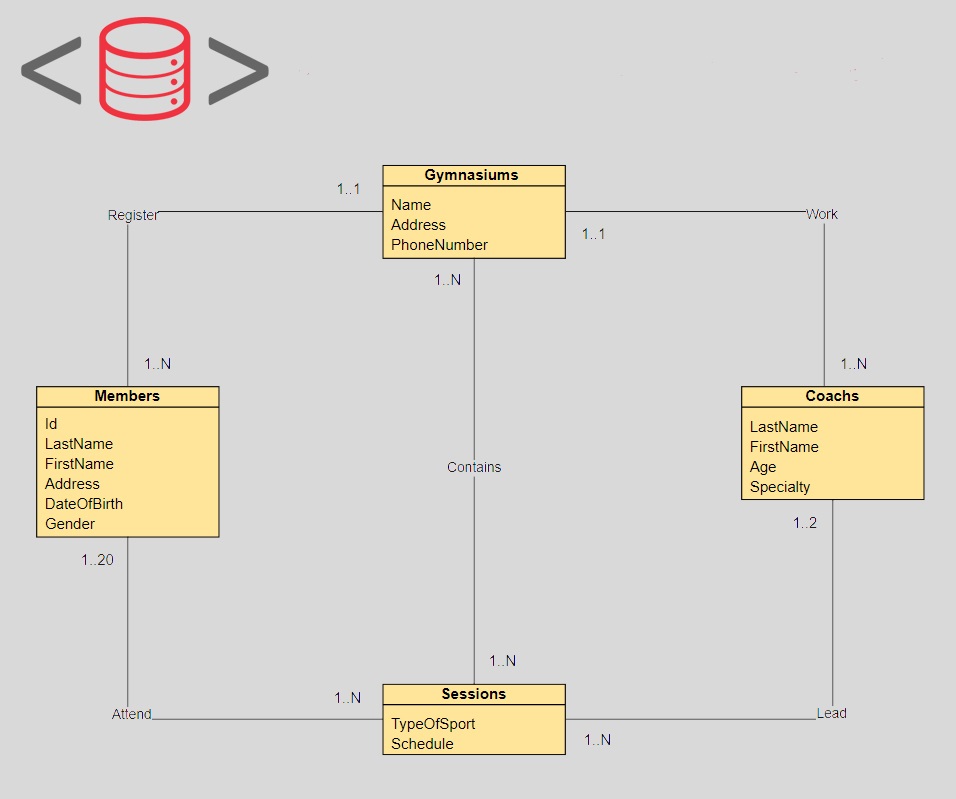 Gymnasiums
Name
Address
PhoneNumber
1..1
Register
1..1
Work
1..N
1..N
1..N
Members
Id
LastName
FirstName
Address
DateOfBirth
Gender
Coachs
LastName
FirstName
Age
Specialty
Contains
1..20
1..2
1..N
Sessions
TypeOfSport
Schedule
1..N
Attend
Lead
1..N